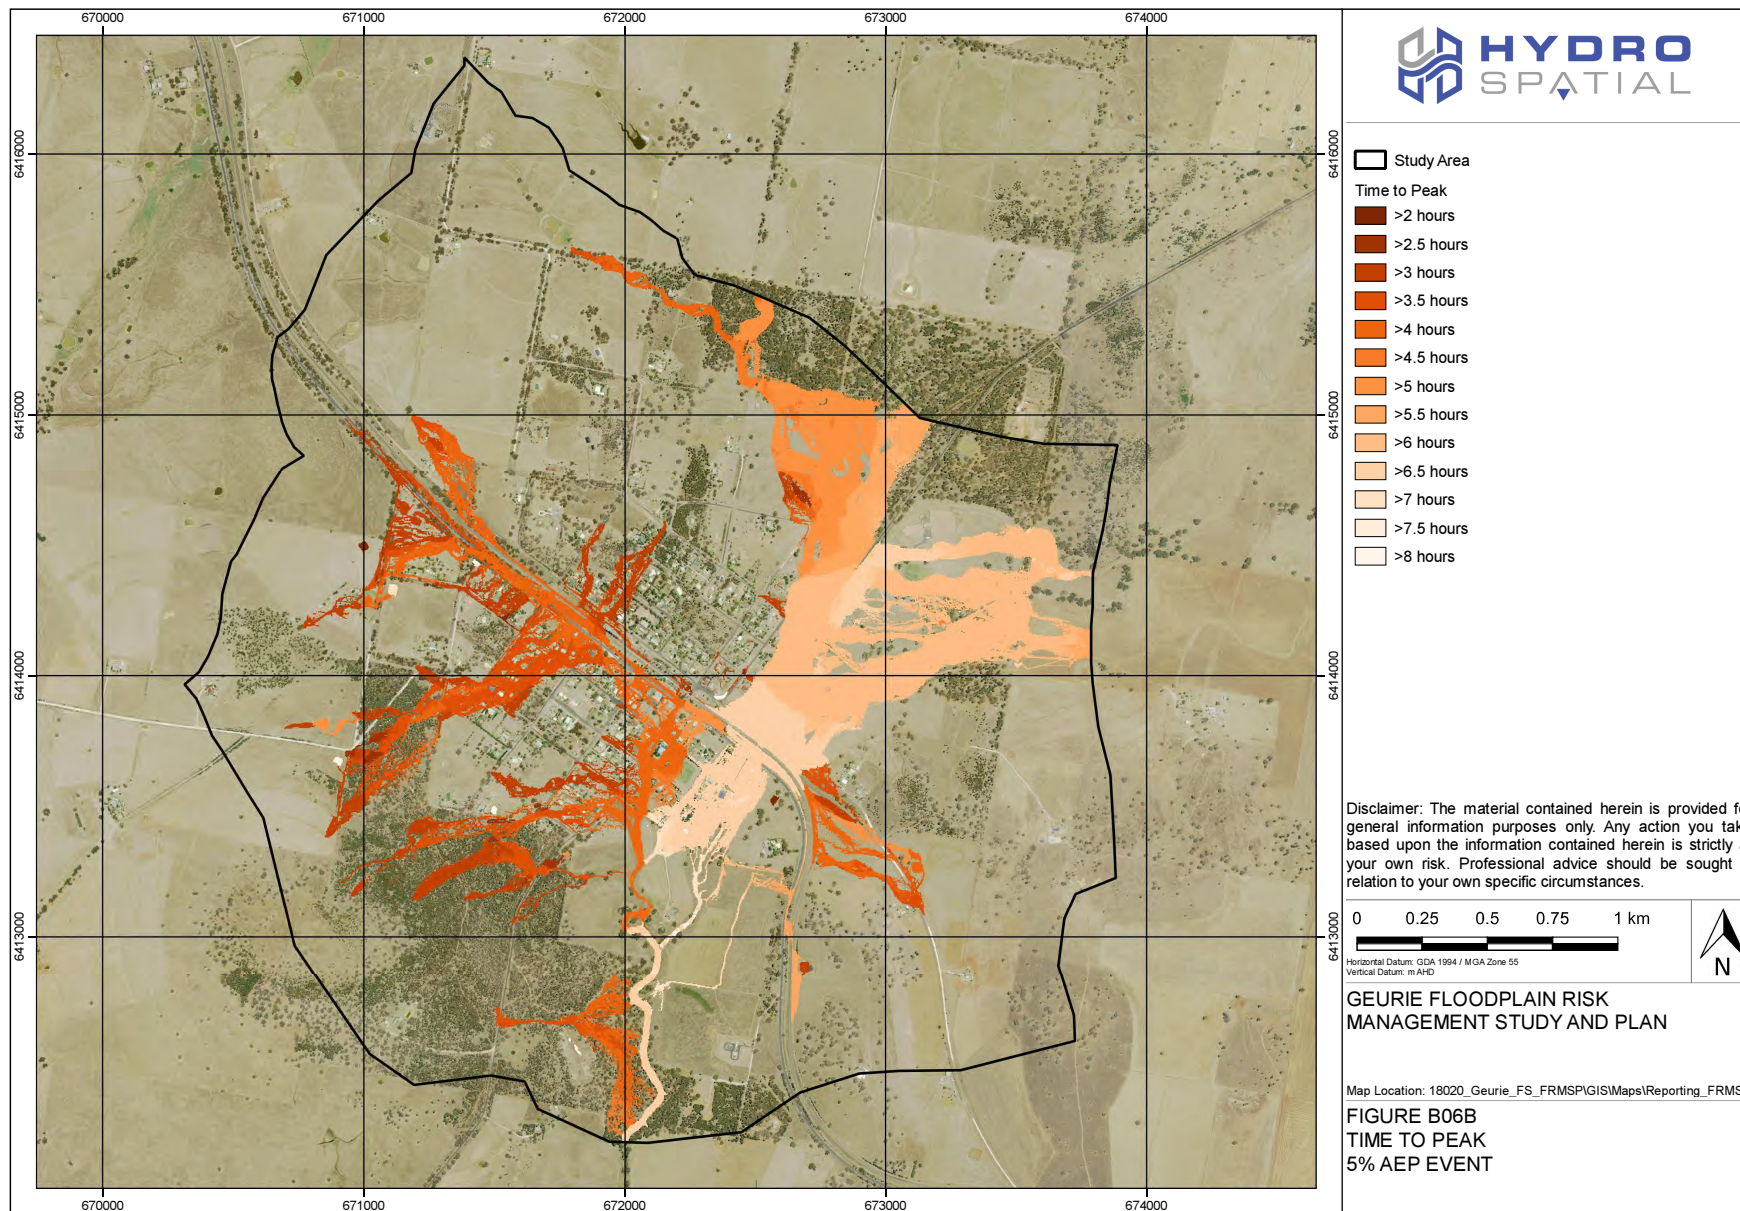 670000 671000 672000 673000 674000
HYDRO
SPATIAL
6416000 6416000
Study Area
Time to Peak
>2 hours
>2.5 hours
>3 hours
>3.5 hours
>4 hours
>4.5 hours
>5 hours
>5.5 hours
>6 hours
>6.5 hours
>7 hours
>7.5 hours
>8 hours
6415000 6415000
6414000 6414000
6413000 6413000
Disclaimer: The material contained herein is provided fo
general information purposes only. Any action you tak
based upon the information contained herein is strictly a
your own risk. Professional advice should be sought
relation to your own specific circumstances.
0 0.25 0.5 0.75 1 km
Horizontal Datum: GDA 1994 / MGA Zone 55
Vertical Datum: m AHD
N
GEURIE FLOODPLAIN RISK
MANAGEMENT STUDY AND PLAN
Map Location: 18020_Geurie_FS_FRMSP\GIS\Maps\Reporting_FRMS
FIGURE B06B
TIME TO PEAK
5% AEP EVENT
670000 671000 672000 673000 674000